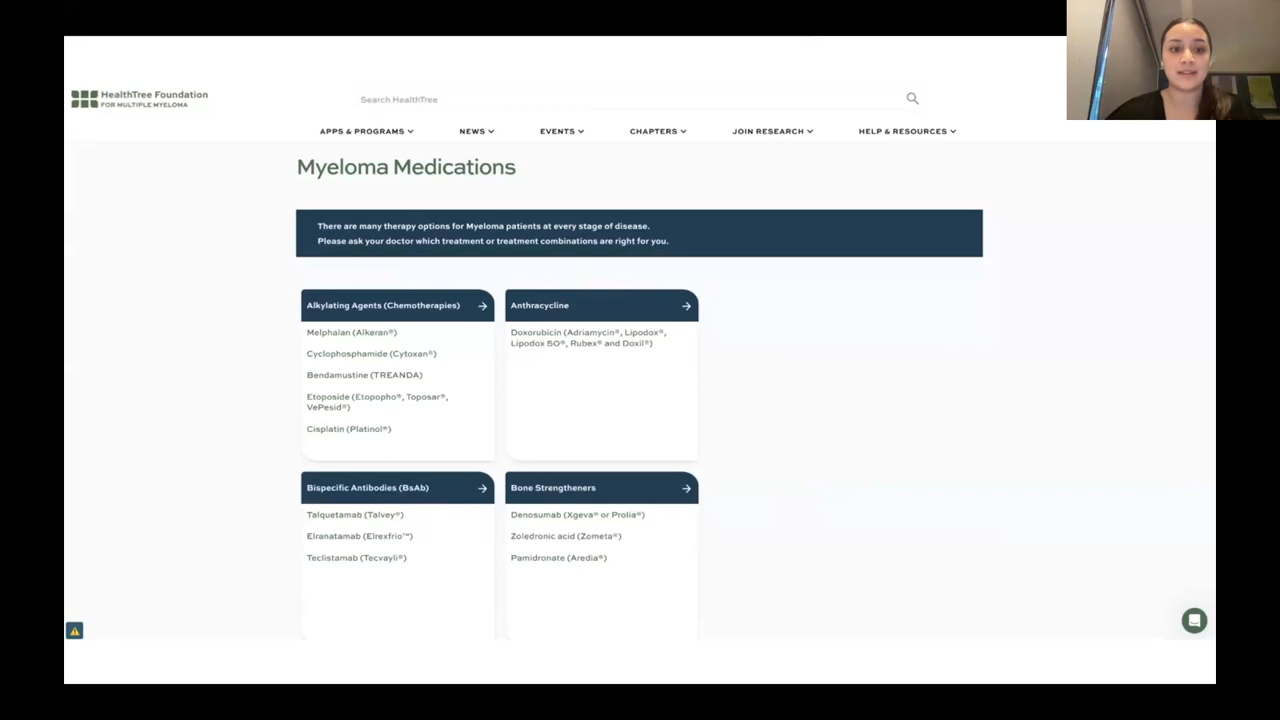 HealthTree Foundation
FOR MULTIPLE MYELOMA
Search HealthTree
APPS & PROGRAMS
NEWS
EVENTS
CHAPTERS
JOIN RESEARCH
HELP & RESOURCES
Myeloma Medications
There are many therapy options for Myeloma patients at every stage of disease.
Please ask your doctor which treatment or treatment combinations are right for you.
Alkylating Agents (Chemotherapies)
Melphalan (Alkeran®)
Cyclophosphamide (Cytoxan®)
Bendamustine (TREANDA)
Etoposide (Etopopho®, Toposar®,
VePesid®)
Cisplatin (Platinol®)
Anthracycline
Doxorubicin (Adriamycin®, Lipodox®,
Lipodox 50®, Rubex® and Doxil®)
Bispecific Antibodies (BsAb)
Talquetamab (Talvey®)
Elranatamab (Elrexfrio™)
Teclistamab (Tecvayli®)
Bone Strengtheners
Denosumab (Xgeva® or Prolia®)
Zoledronic acid (Zometa®)
Pamidronate (Aredia®)